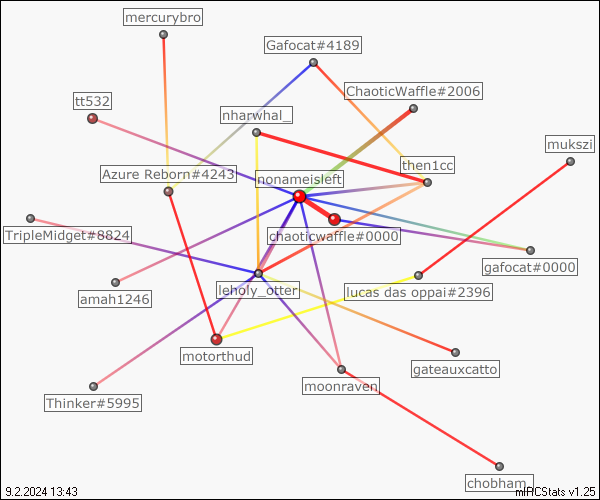 mercurybro
Gafocat#4189
ChaoticWaffle#2006
tt532
nharwhal_
mukszi
then1cc
Azure Reborn#4243
nonameisleft
TripleMidget#8824
chaoticwaffle#0000
gafocat#0000
amah1246
leholy_otter
lucas das oppai#2396
motorthud
gateauxcatto
moonraven
Thinker#5995
chobham_
9.2.2024 13:43
mIRCStats v1.25